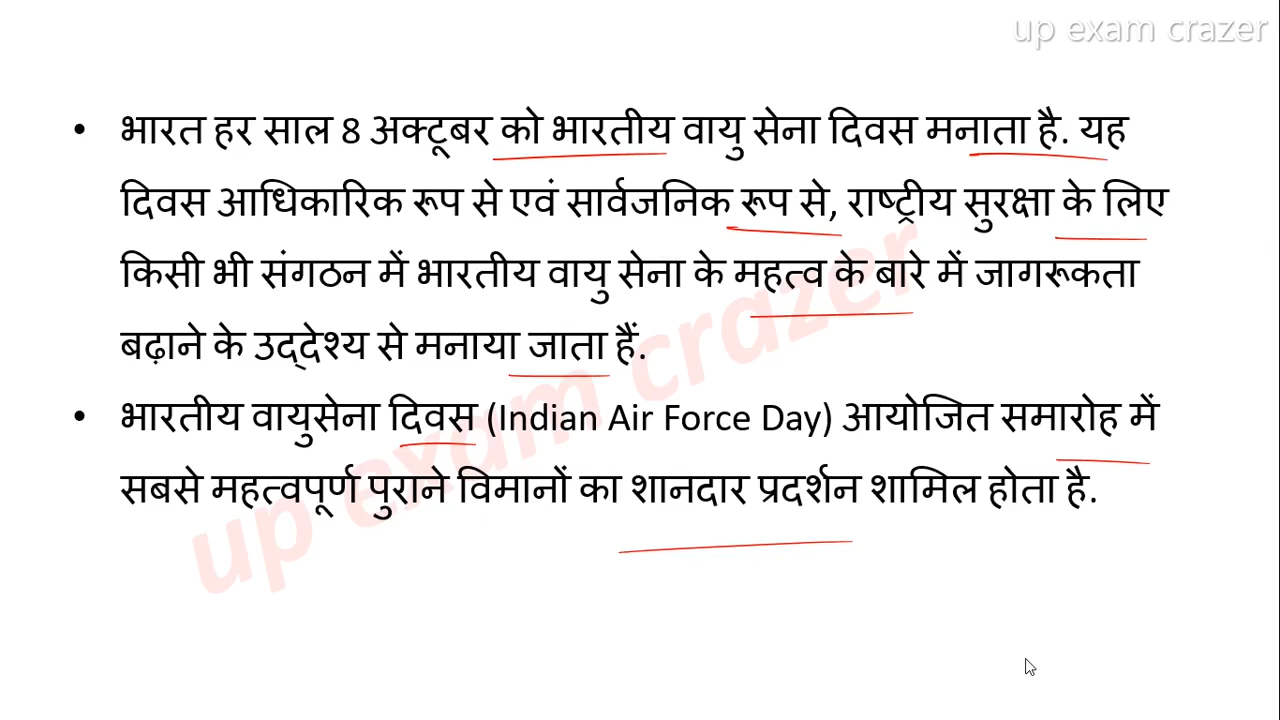 up exam crazer
• भारत हर साल 8 अक्टूबर को भारतीय वायु सेना दिवस मनाता है. यह
दिवस आधिकारिक रूप से एवं सार्वजनिक रूप से, राष्ट्रीय सुरक्षा के लिए
किसी भी संगठन में भारतीय वायु सेना के महत्व के बारे में जागरूकता
बढ़ाने के उद्देश्य से मनाया जाता हैं.
• भारतीय वायुसेना दिवस (Indian Air Force Day) आयोजित समारोह में
सबसे महत्वपूर्ण पुराने विमानों का शानदार प्रदर्शन शामिल होता है.
up exam crazer